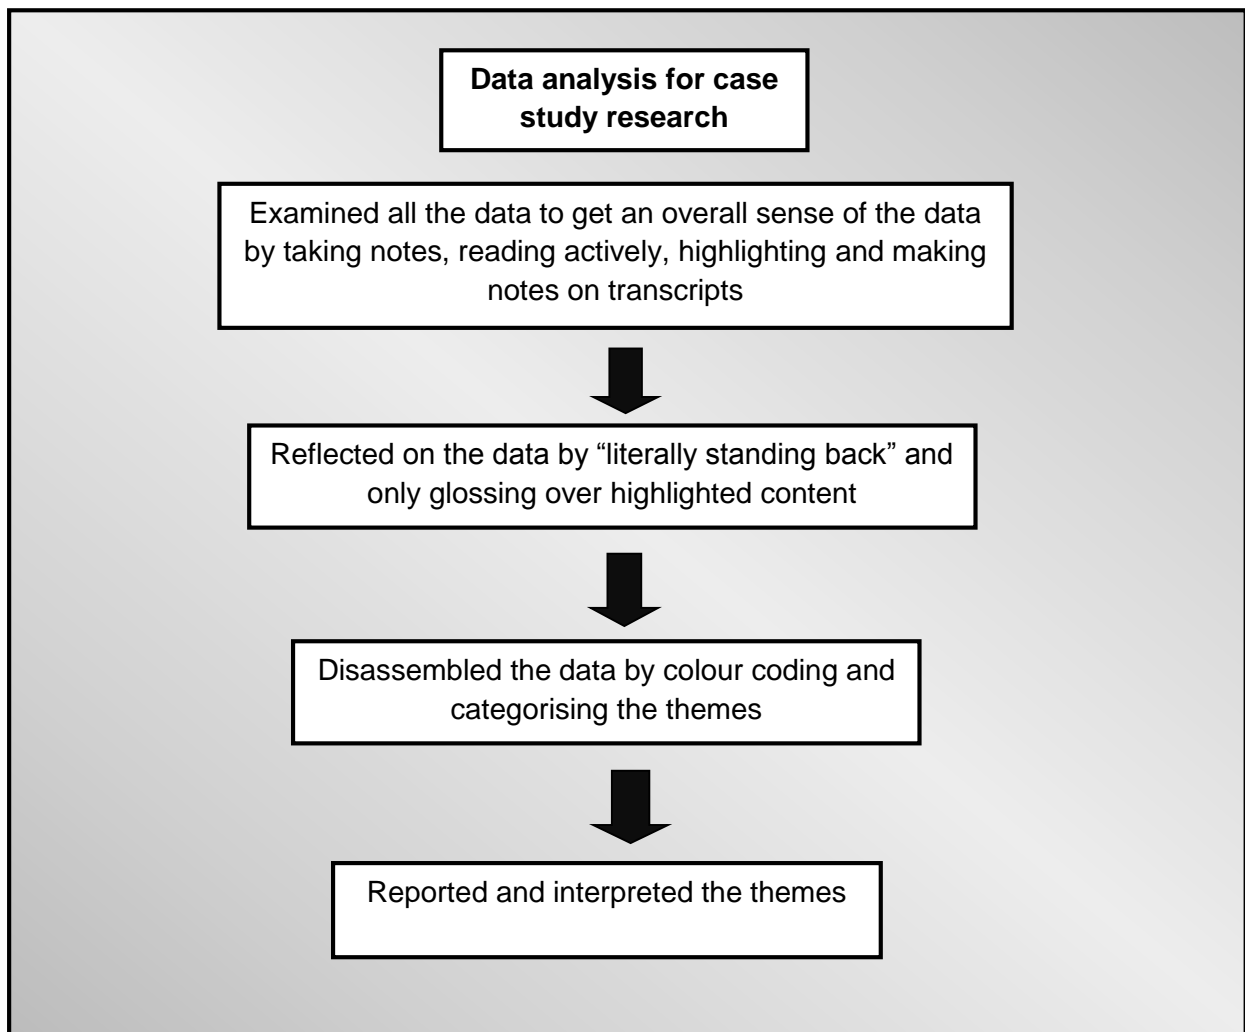 Data analysis for case
study research
Examined all the data to get an overall sense of the data
by taking notes, reading actively, highlighting and making
notes on transcripts
Reflected on the data by “literally standing back” and
only glossing over highlighted content
Disassembled the data by colour coding and
categorising the themes
Reported and interpreted the themes